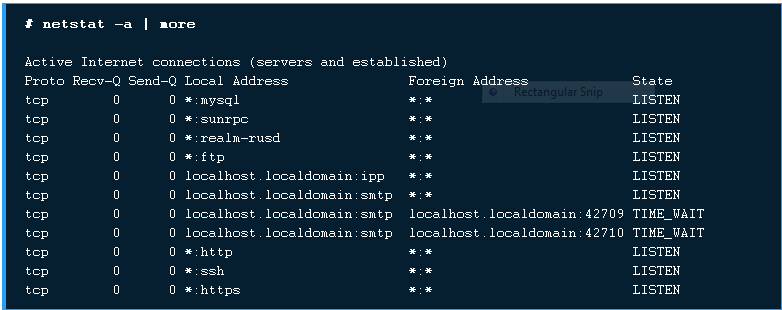 # netstat -a | more
Active Internet connections (servers and established)
Proto Recv-Q Send-Q Local Address Foreign Address State
Rectangular Snip
tcp 0 0 *:mysql *:* LISTEN
tcp 0 0 *:sunrpc *:* LISTEN
tcp 0 0 *:realm-rusd *:* LISTEN
tcp 0 0 *:ftp *:* LISTEN
tcp 0 0 localhost.localdomain:ipp *:* LISTEN
tcp 0 0 localhost.localdomain:smtp *:* LISTEN
tcp 0 0 localhost.localdomain:smtp localhost.localdomain:42709 TIME_WAIT
tcp 0 0 localhost.localdomain:smtp localhost.localdomain:42710 TIME_WAIT
tcp 0 0 *:http *:* LISTEN
tcp 0 0 *:ssh *:* LISTEN
tcp 0 0 *:https *:* LISTEN